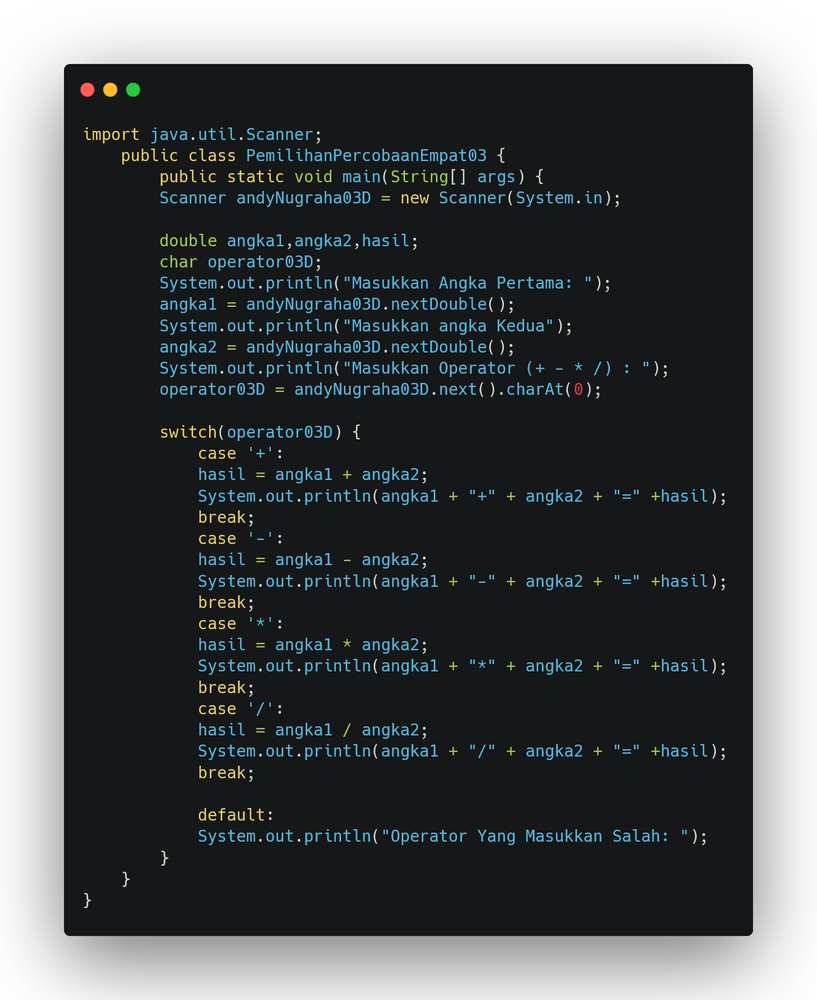 import java.util.Scanner;
    public class PemilihanPercobaanEmpat03 {
        public static void main(String[] args) {
        Scanner andyNugraha03D = new Scanner(System.in);

        double angka1,angka2,hasil;
        char operator03D;
        System.out.println("Masukkan Angka Pertama: ");
        angka1 = andyNugraha03D.nextDouble();
        System.out.println("Masukkan angka Kedua");
        angka2 = andyNugraha03D.nextDouble();
        System.out.println("Masukkan Operator (+ - * /) : ");
        operator03D = andyNugraha03D.next().charAt(0);

        switch(operator03D) {
            case '+':
            hasil = angka1 + angka2;
            System.out.println(angka1 + "+" + angka2 + "=" +hasil);
            break;
            case '-':
            hasil = angka1 - angka2;
            System.out.println(angka1 + "-" + angka2 + "=" +hasil);
            break;
            case '*':
            hasil = angka1 * angka2;
            System.out.println(angka1 + "*" + angka2 + "=" +hasil);
            break;
            case '/':
            hasil = angka1 / angka2;
            System.out.println(angka1 + "/" + angka2 + "=" +hasil);
            break;

            default:
            System.out.println("Operator Yang Masukkan Salah: ");
        }
    }
}